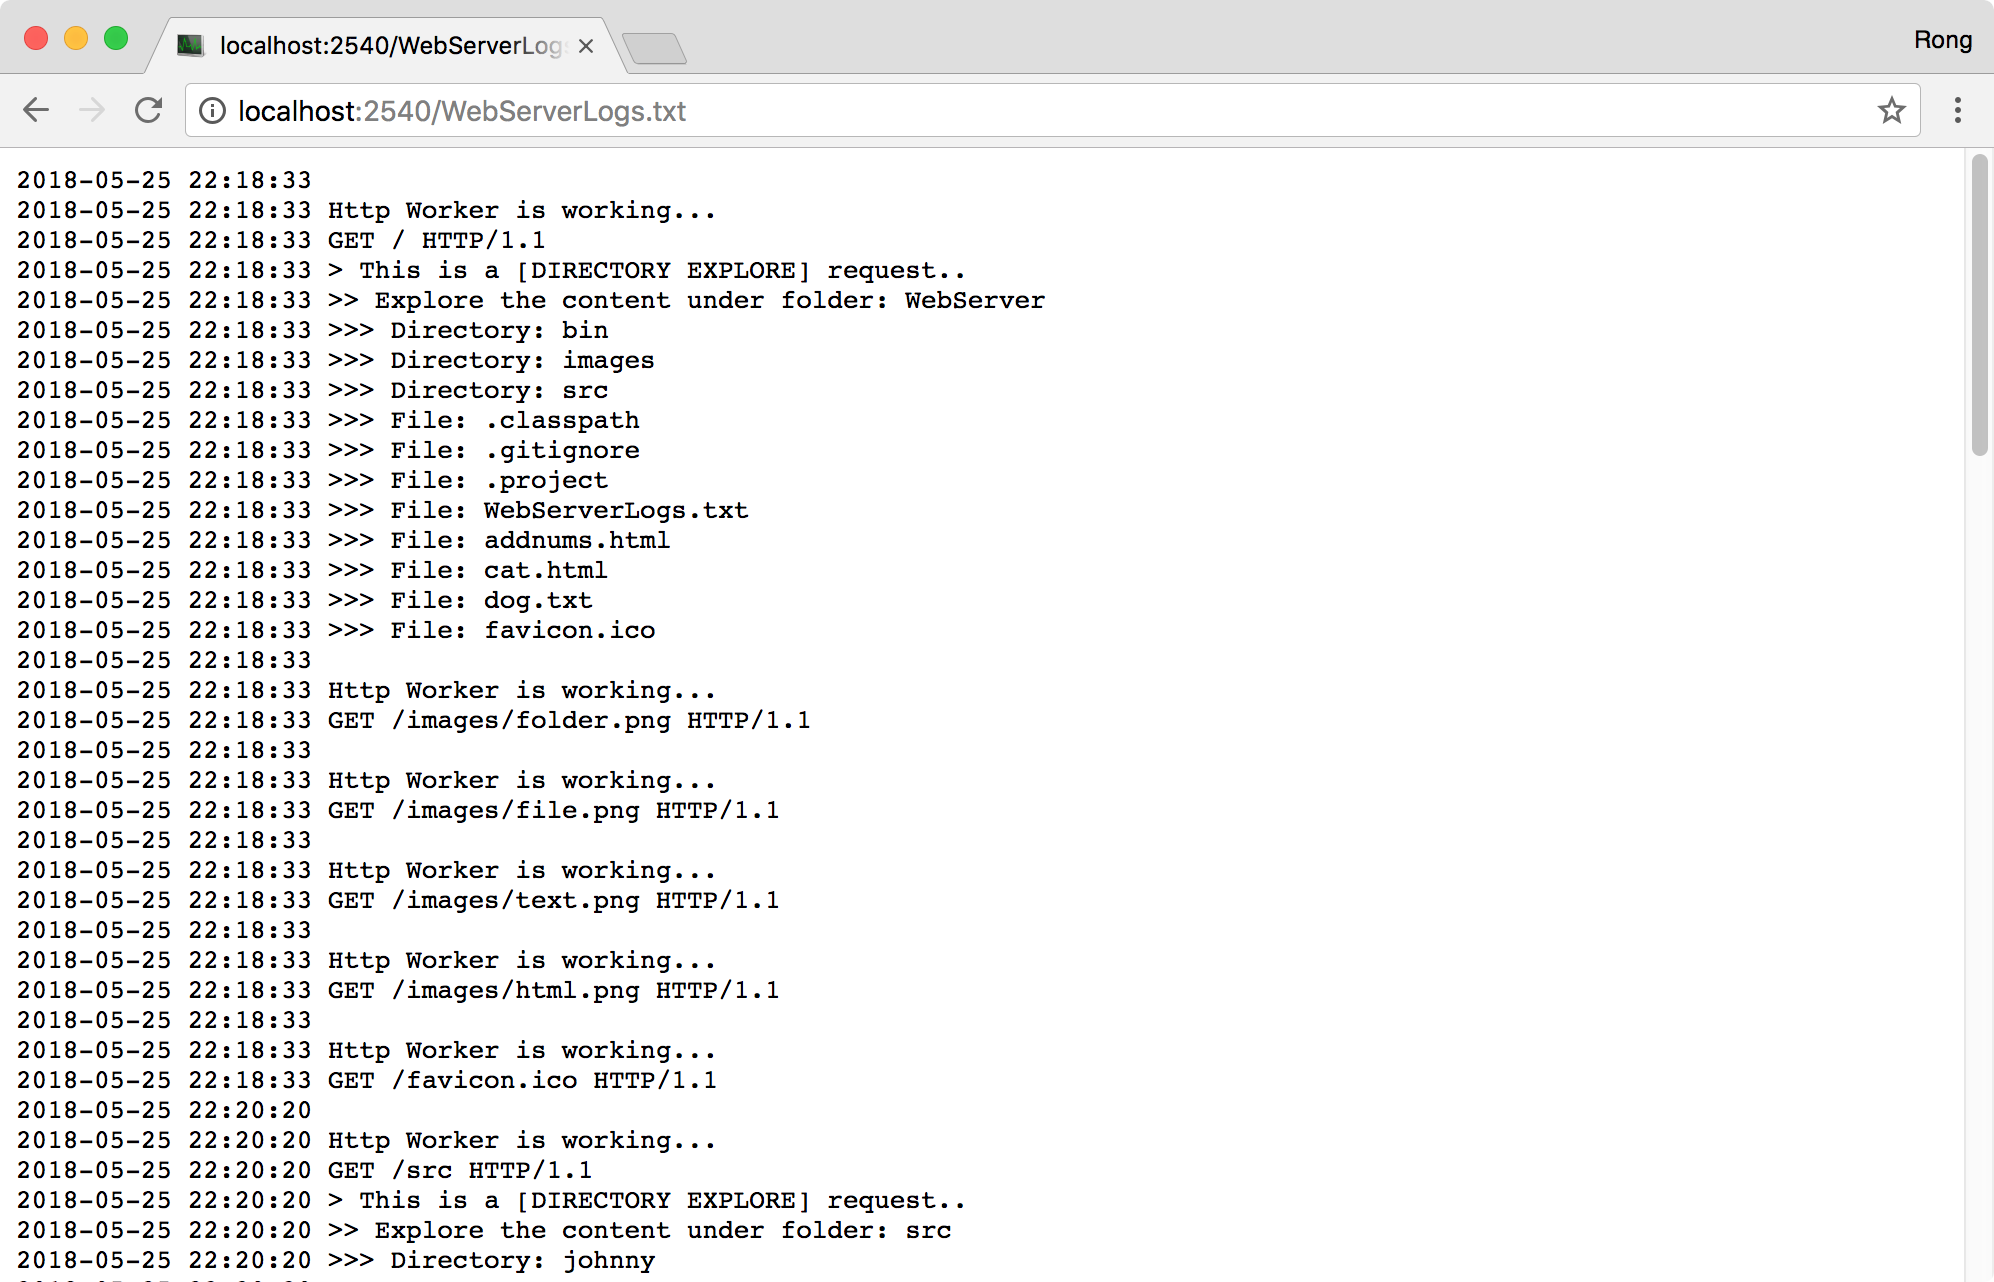 localhost:2540/WebServerLogs
Rong
localhost:2540/WebServerLogs.txt
2018-05-25 22:18:33
2018-05-25 22:18:33 Http Worker is working...
2018-05-25 22:18:33 GET / HTTP/1.1
2018-05-25 22:18:33 > This is a [DIRECTORY EXPLORE] request..
2018-05-25 22:18:33 >> Explore the content under folder: WebServer
2018-05-25 22:18:33 >>> Directory: bin
2018-05-25 22:18:33 >>> Directory: images
2018-05-25 22:18:33 >>> Directory: src
2018-05-25 22:18:33 >>> File: .classpath
2018-05-25 22:18:33 >>> File: .gitignore
2018-05-25 22:18:33 >>> File: .project
2018-05-25 22:18:33 >>> File: WebServerLogs.txt
2018-05-25 22:18:33 >>> File: addnums.html
2018-05-25 22:18:33 >>> File: cat.html
2018-05-25 22:18:33 >>> File: dog.txt
2018-05-25 22:18:33 >>> File: favicon.ico
2018-05-25 22:18:33
2018-05-25 22:18:33 Http Worker is working...
2018-05-25 22:18:33 GET /images/folder.png HTTP/1.1
2018-05-25 22:18:33
2018-05-25 22:18:33 Http Worker is working...
2018-05-25 22:18:33 GET /images/file.png HTTP/1.1
2018-05-25 22:18:33
2018-05-25 22:18:33 Http Worker is working...
2018-05-25 22:18:33 GET /images/text.png HTTP/1.1
2018-05-25 22:18:33
2018-05-25 22:18:33 Http Worker is working...
2018-05-25 22:18:33 GET /images/html.png HTTP/1.1
2018-05-25 22:18:33
2018-05-25 22:18:33 Http Worker is working...
2018-05-25 22:18:33 GET /favicon.ico HTTP/1.1
2018-05-25 22:20:20
2018-05-25 22:20:20 Http Worker is working...
2018-05-25 22:20:20 GET /src HTTP/1.1
2018-05-25 22:20:20 > This is a [DIRECTORY EXPLORE] request..
2018-05-25 22:20:20 >> Explore the content under folder: src
2018-05-25 22:20:20 >>> Directory: johnny